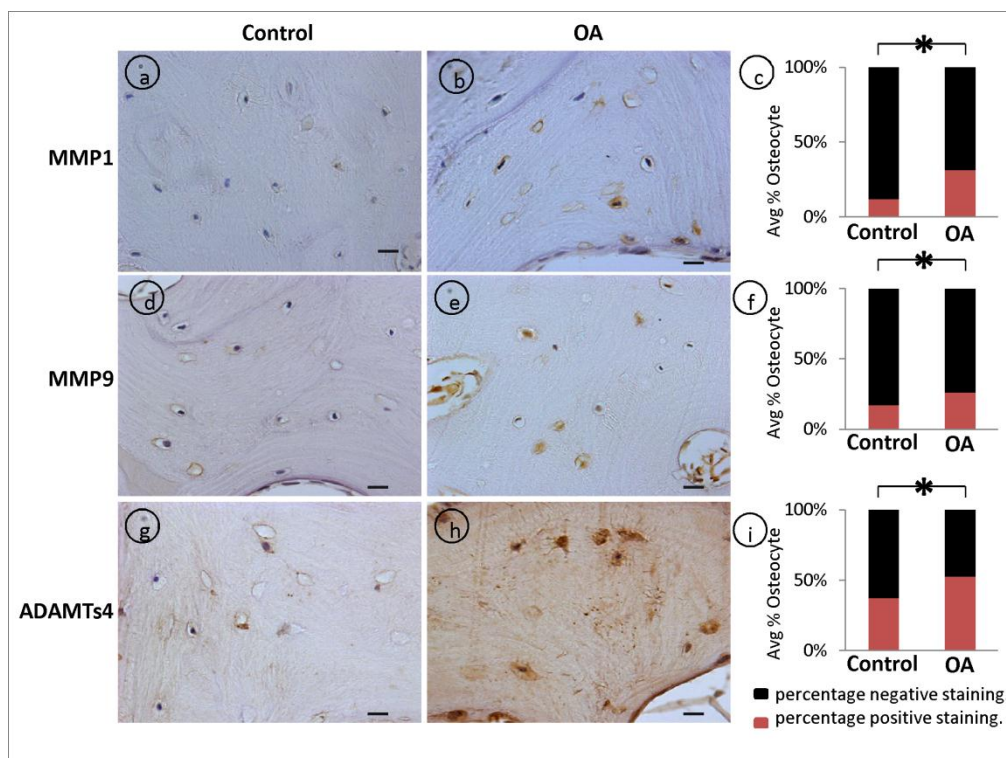 Control
OA
MMP1
a
b
c
*
100%
50%
0%
Avg % Osteocyte
Control
OA
MMP9
d
e
f
*
100%
50%
0%
Avg % Osteocyte
Control
OA
ADAMTs4
g
h
i
*
100%
50%
0%
Avg % Osteocyte
Control
OA
percentage negative staining
percentage positive staining.